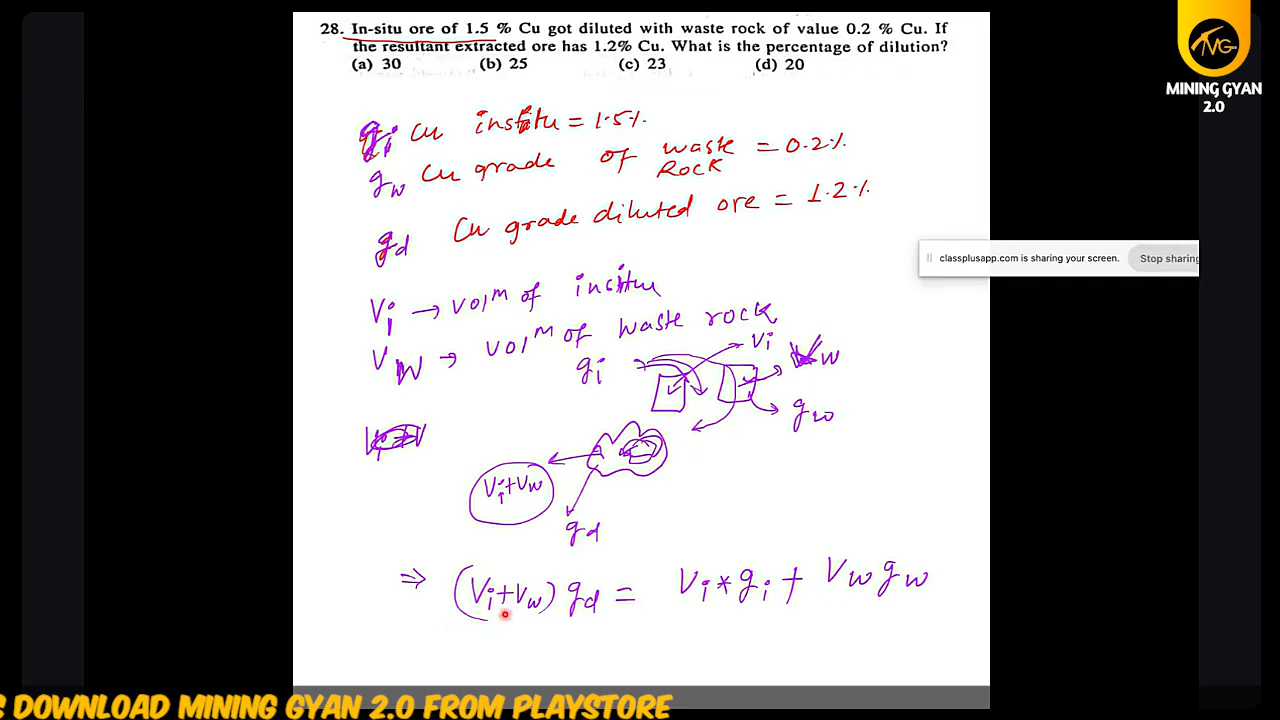 28. In-situ ore of 1.5 % Cu got diluted with waste rock of value 0.2 % Cu. If
the resultant extracted ore has 1.2% Cu. What is the percentage of dilution?
(a) 30 (b) 25 (c) 23 (d) 20
TVG
MINING GYAN
2.0
gi Cu insitu = 1.5%
gw Cu grade of waste Rock = 0.2%
gd Cu grade diluted ore = 1.2%
classplusapp.com is sharing your screen. Stop sharing
Vi → volm of insitu
Vw → volm of waste rock
gi
Vi
w
gw
Vi+Vw
gd
⇒ (Vi+Vw) gd = Vi*gi + Vwgw
S DOWNLOAD MINING GYAN 2.0 FROM PLAYSTORE